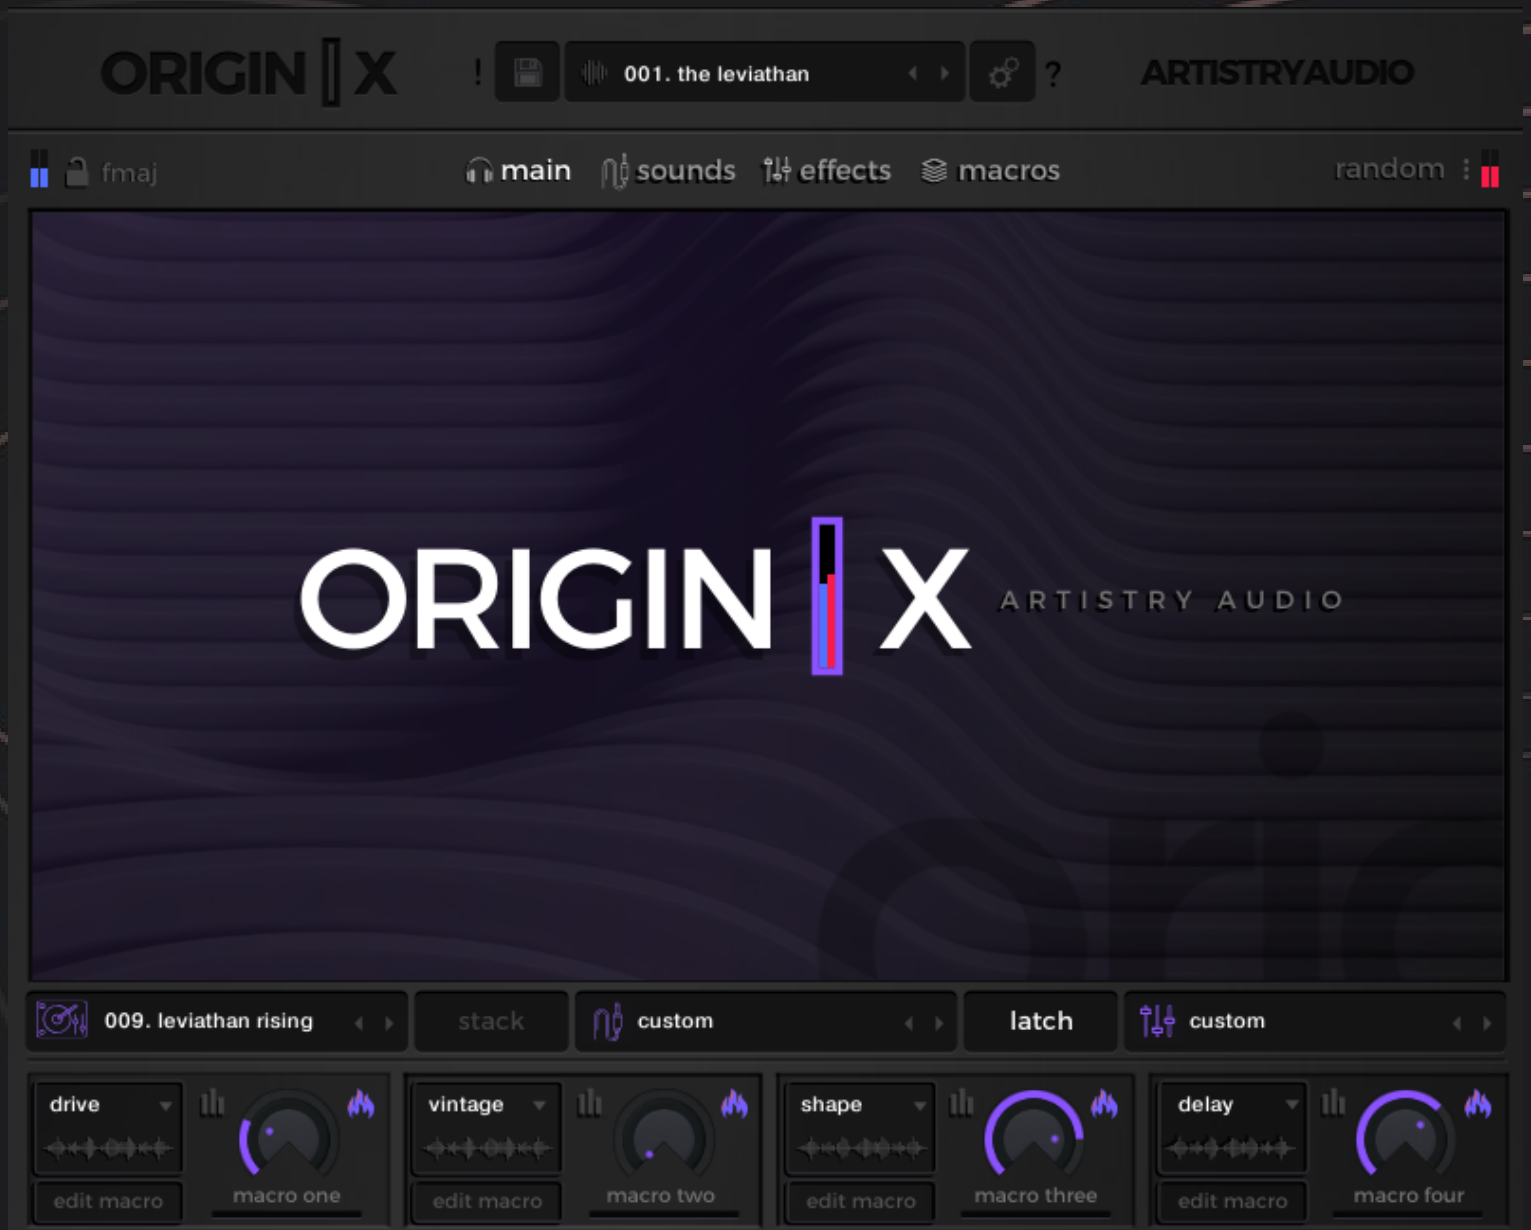 ORIGIN X
! 001. the leviathan ?
ARTISTRYAUDIO
fmaj main sounds effects macros random
ORIGIN X ARTISTRY AUDIO
oric
009. leviathan rising stack custom latch custom
drive vintage shape delay
edit macro macro one edit macro macro two edit macro macro three edit macro macro four